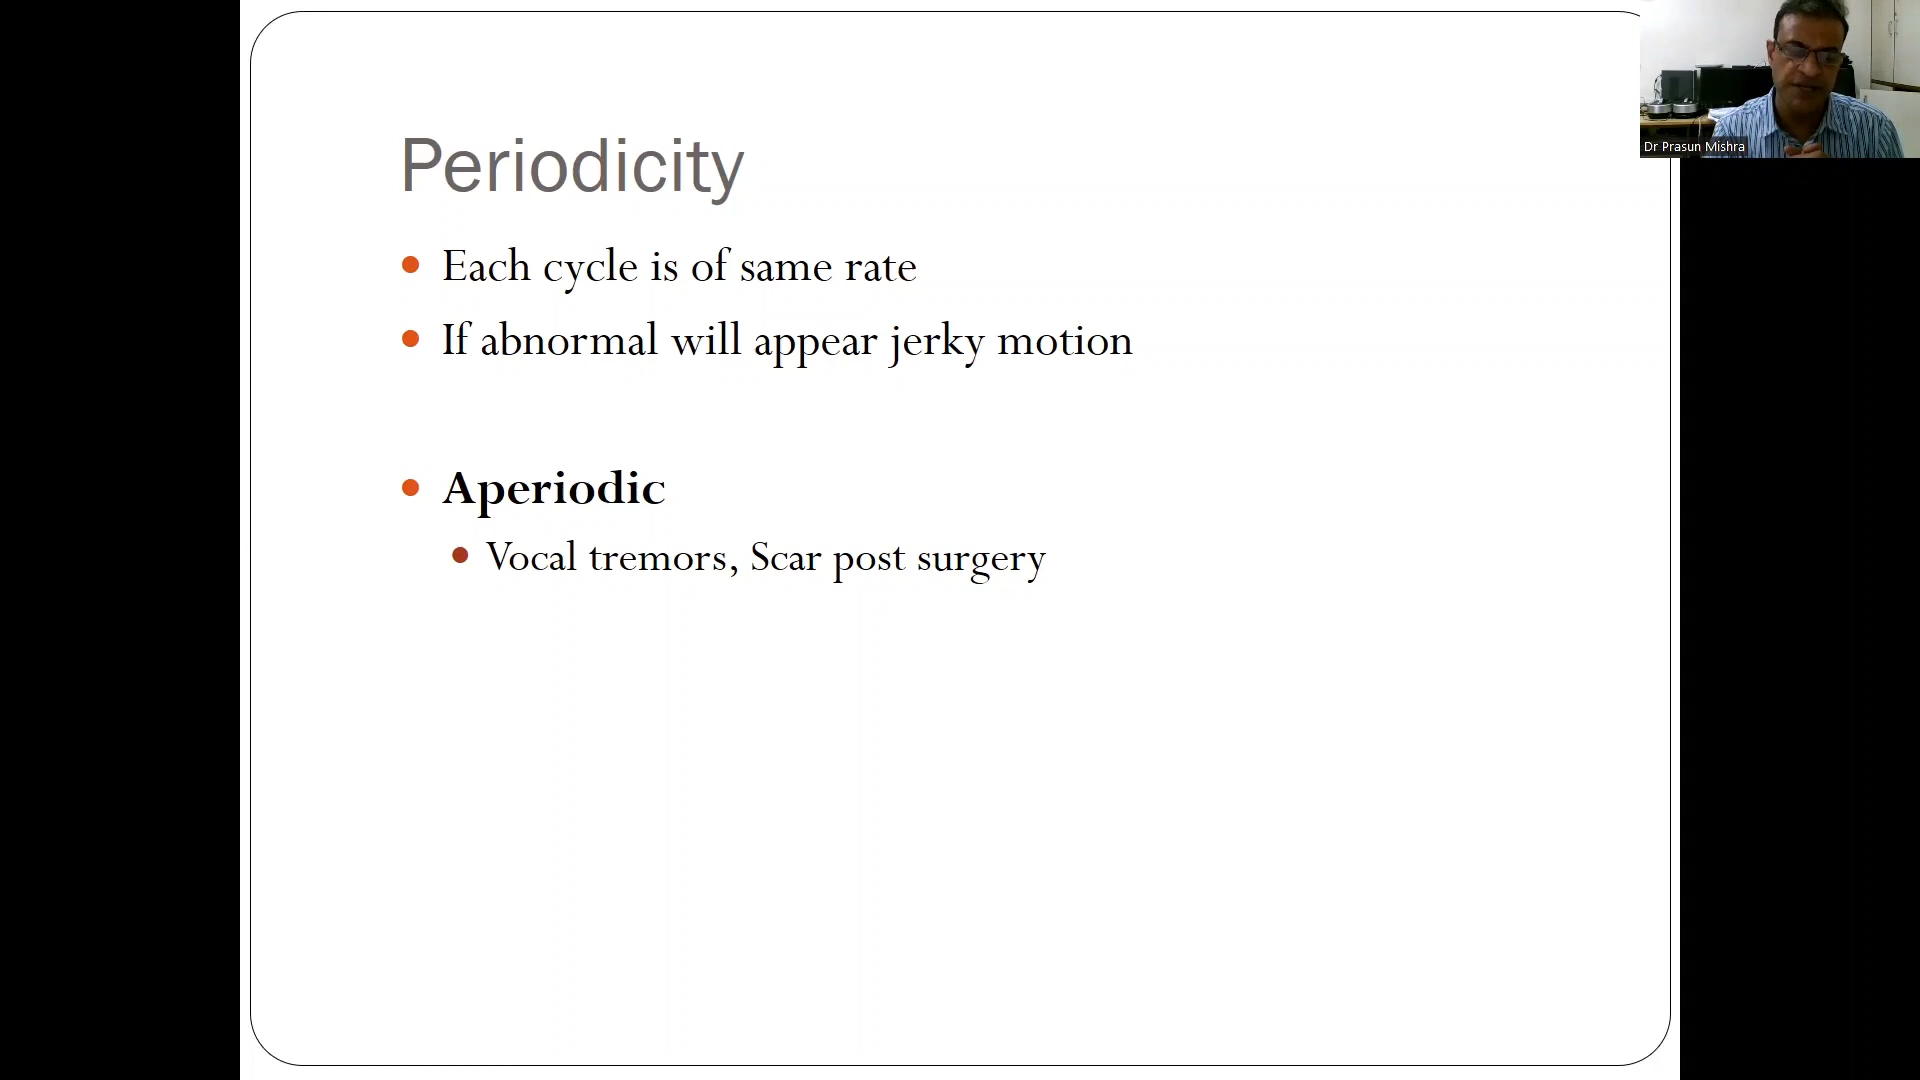 Periodicity
Each cycle is of same rate
If abnormal will appear jerky motion
Aperiodic
Vocal tremors, Scar post surgery
Dr Prasun Mishra